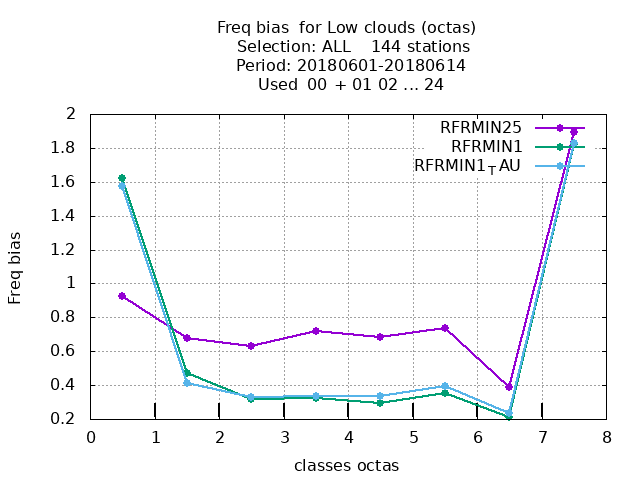 Freq bias  for Low clouds (octas)
Selection: ALL    144 stations
Period: 20180601-20180614
Used  00  + 01 02 ... 24
RFRMIN25
RFRMIN1
RFRMIN1TAU
2
1.8
1.6
1.4
1.2
1
0.8
0.6
0.4
0.2
Freq bias
0 1 2 3 4 5 6 7 8
classes octas